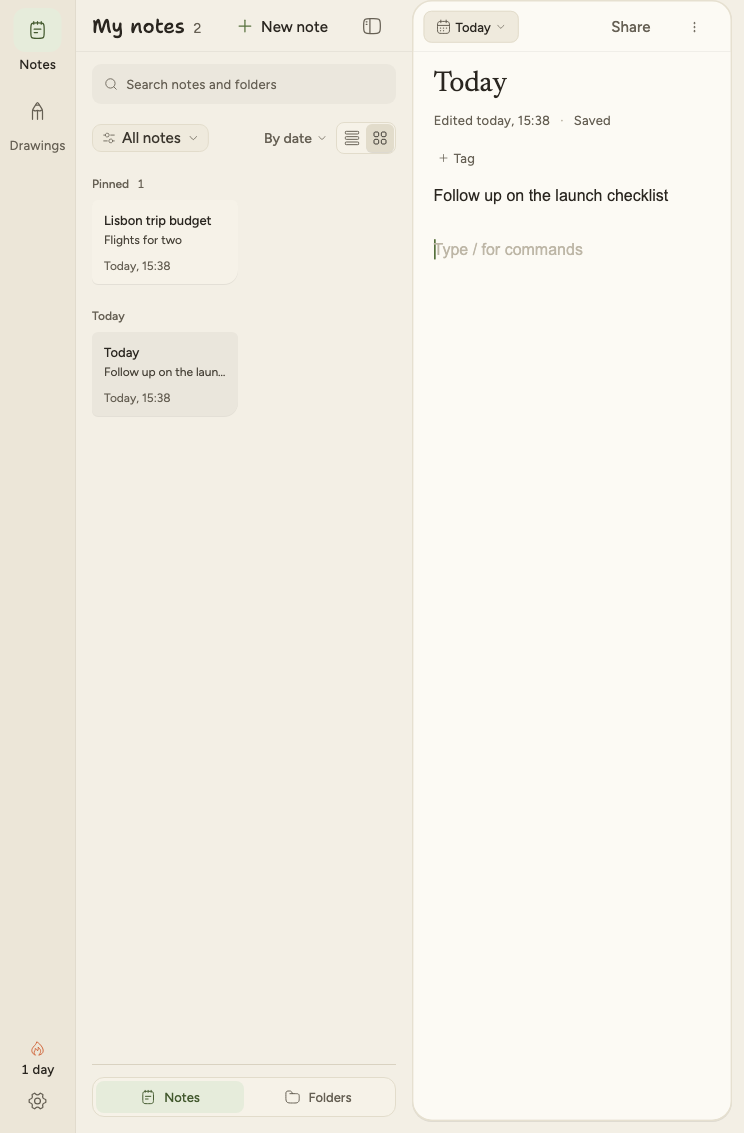 Notes
Drawings
1 day
My notes 2
New note
Search notes and folders
All notes
By date
Pinned 1
Lisbon trip budget
Flights for two
Today, 15:38
Today
Today
Follow up on the laun...
Today, 15:38
Notes
Folders
Today
Share
Today
Edited today, 15:38 · Saved
+ Tag
Follow up on the launch checklist
Type / for commands